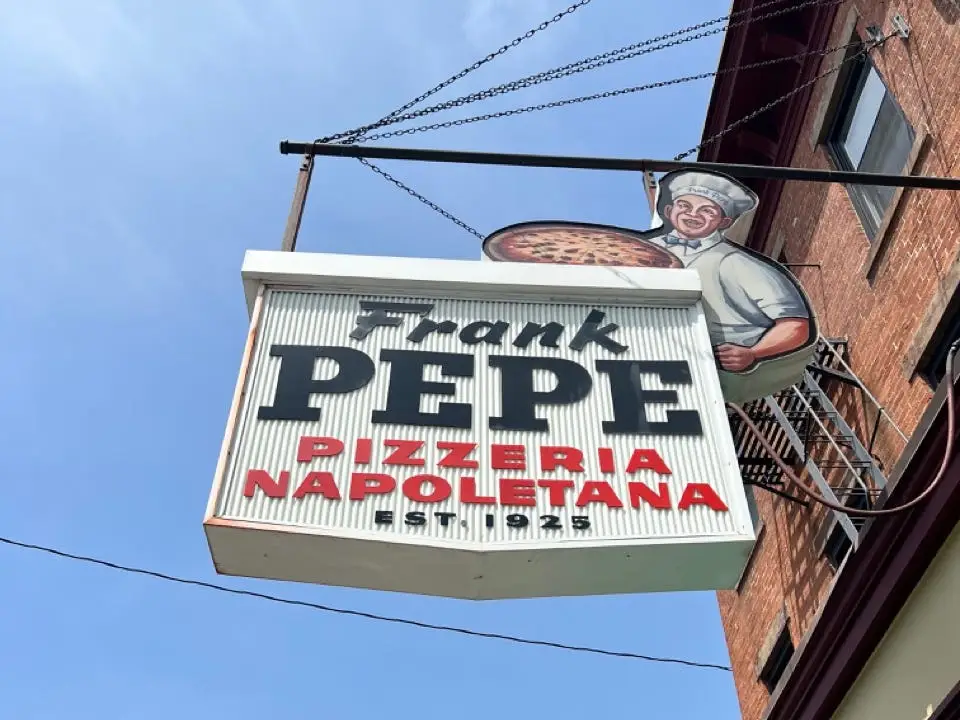 Frank
PEPE
PIZZERIA
NAPOLETANA
EST. 1925